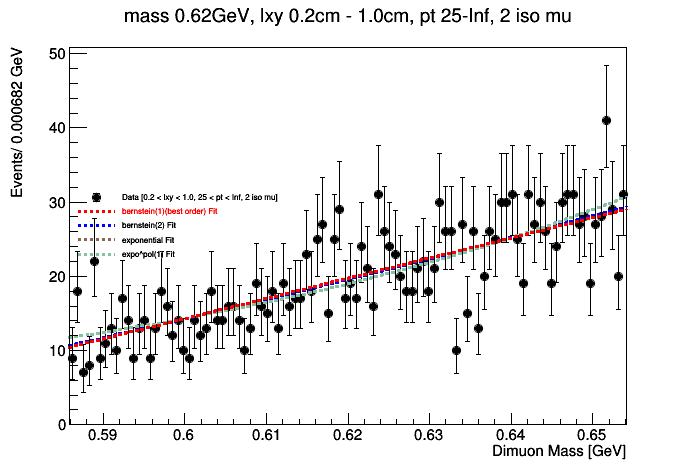 mass 0.62GeV, lxy 0.2cm - 1.0cm, pt 25-Inf, 2 iso mu
Events/ 0.000682 GeV
50
40
30
20
10
0
Data [0.2 < lxy < 1.0, 25 < pt < Inf, 2 iso mu]
bernstein(1)(best order) Fit
bernstein(2) Fit
exponential Fit
expo*pol(1) Fit
0.59
0.6
0.61
0.62
0.63
0.64
0.65
Dimuon Mass [GeV]